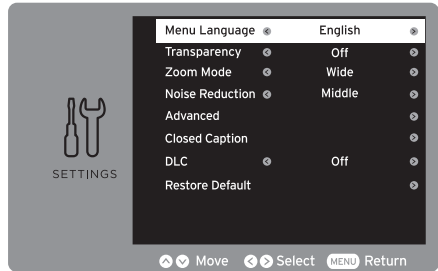 Menu Language English
Transparency Off
Zoom Mode Wide
Noise Reduction Middle
Advanced
Closed Caption
DLC Off
Restore Default
SETTINGS
Move Select MENU Return